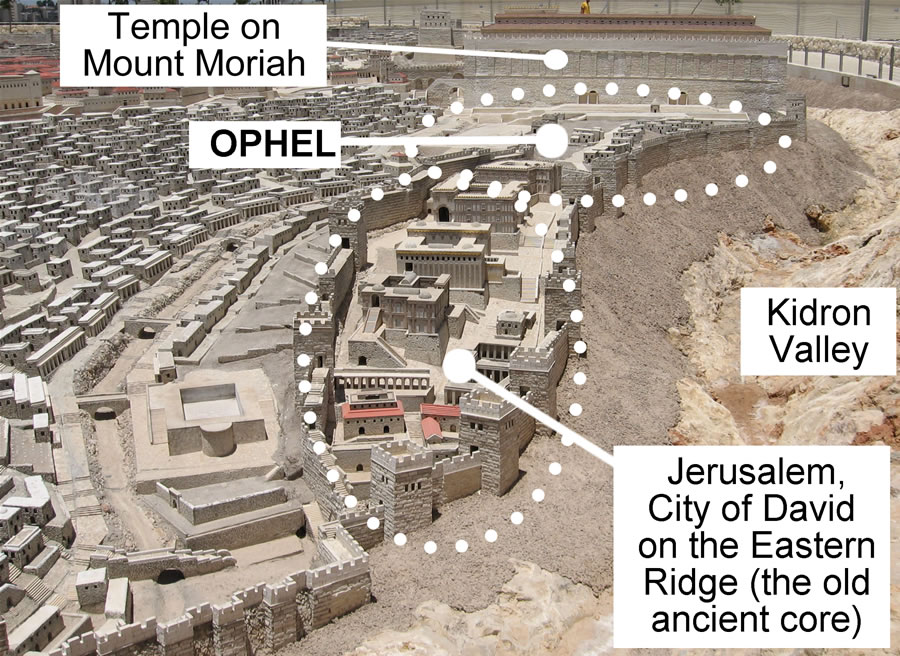 Temple on
Mount Moriah
OPHEL
Kidron
Valley
Jerusalem,
City of David
on the Eastern
Ridge (the old
ancient core)